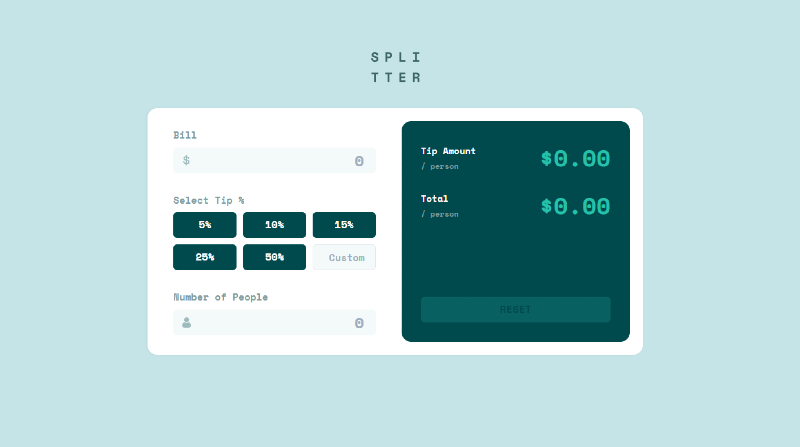 SPLI
TTER
Bill
$ 0
Select Tip %
5% 10% 15%
25% 50% Custom
Number of People
0
Tip Amount
/ person
$0.00
Total
/ person
$0.00
RESET